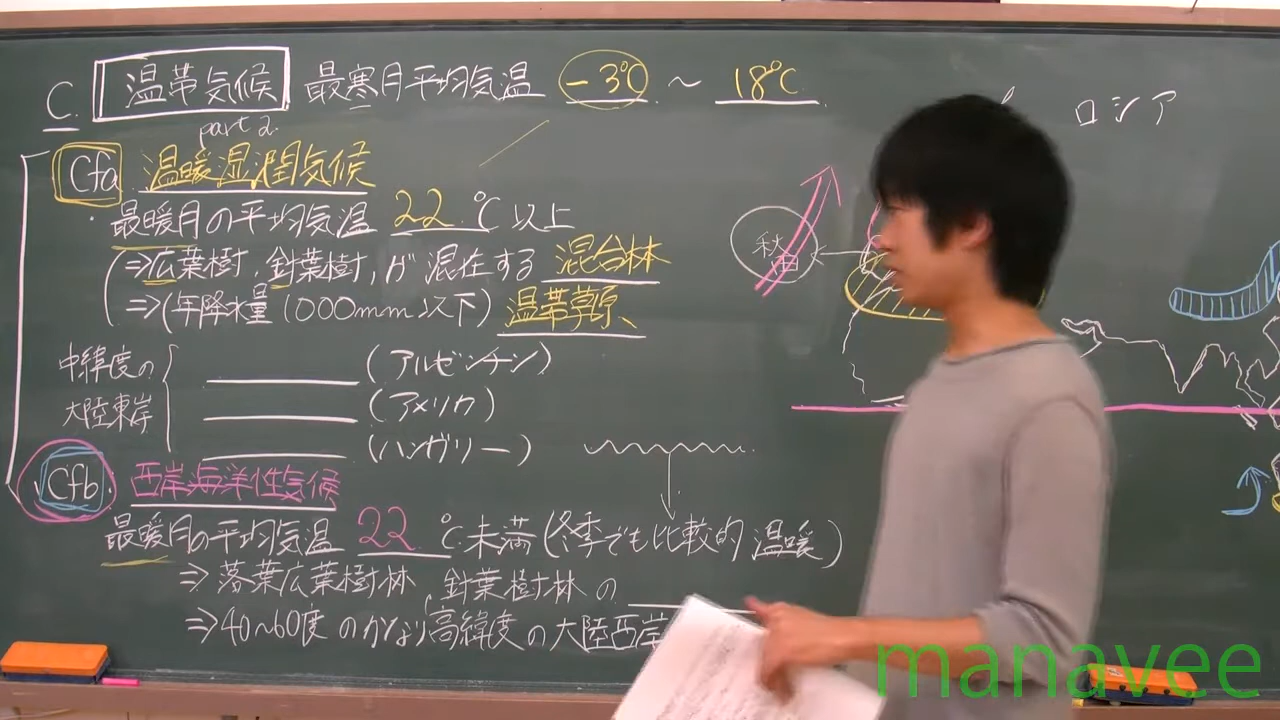 C. 温帯気候 最寒月平均気温 -3℃ ～ 18℃
part 2.
Cfa 温暖湿潤気候
・最暖月の平均気温 22 ℃以上
(⇒広葉樹,針葉樹,が混在する 混合林
(⇒(年降水量1000mm以下) 温帯草原、
中緯度の
大陸東岸
(アルゼンチン)
(アメリカ)
(ハンガリー)
Cfb 西岸海洋性気候
最暖月の平均気温 22 ℃未満(冬季でも比較的温暖)
⇒ 落葉広葉樹林,針葉樹林の
⇒40~60度のかなり高緯度の大陸西岸
ロシア
秋田
manavee